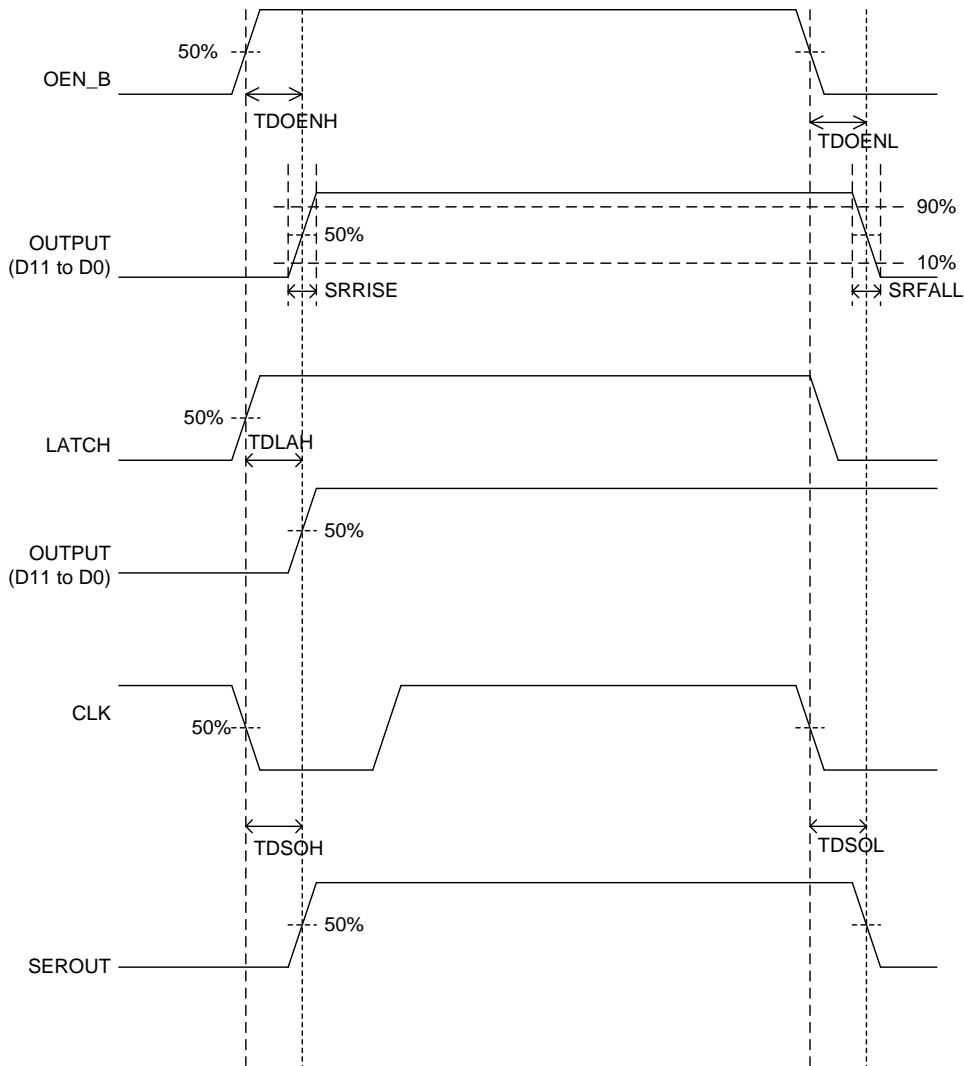 50%
OEN_B
TDOENH
TDOENL
90%
50%
OUTPUT
(D11 to D0)
10%
SRRISE
SRFALL
50%
TDLAH
LATCH
50%
OUTPUT
(D11 to D0)
CLK
50%
TDSOH
TDSOL
50%
SEROUT